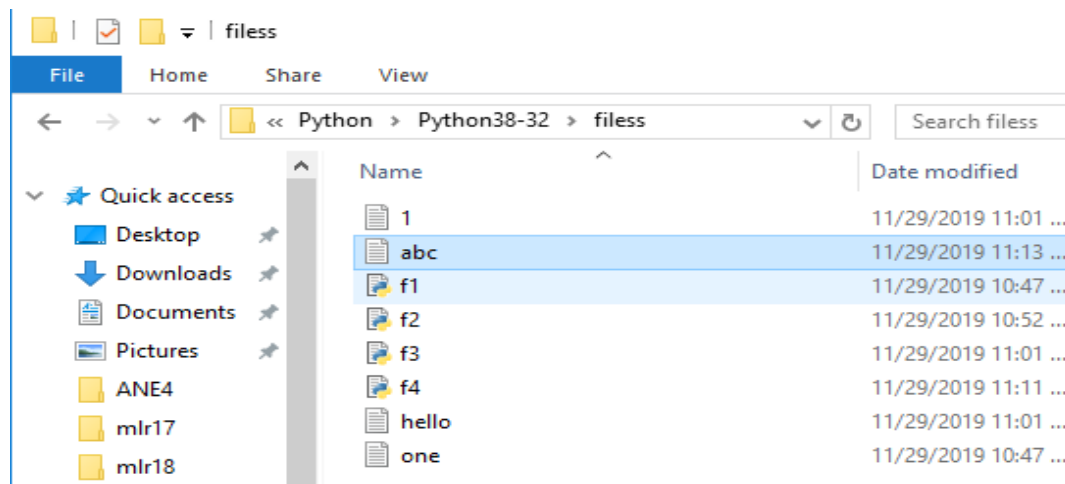 filess
File Home Share View
« Python > Python38-32 > filess Search filess
Name Date modified
Quick access
Desktop
Downloads
Documents
Pictures
ANE4
mlr17
mlr18
1 11/29/2019 11:01 ...
abc 11/29/2019 11:13 ...
f1 11/29/2019 10:47 ...
f2 11/29/2019 10:52 ...
f3 11/29/2019 11:01 ...
f4 11/29/2019 11:11 ...
hello 11/29/2019 11:01 ...
one 11/29/2019 10:47 ...